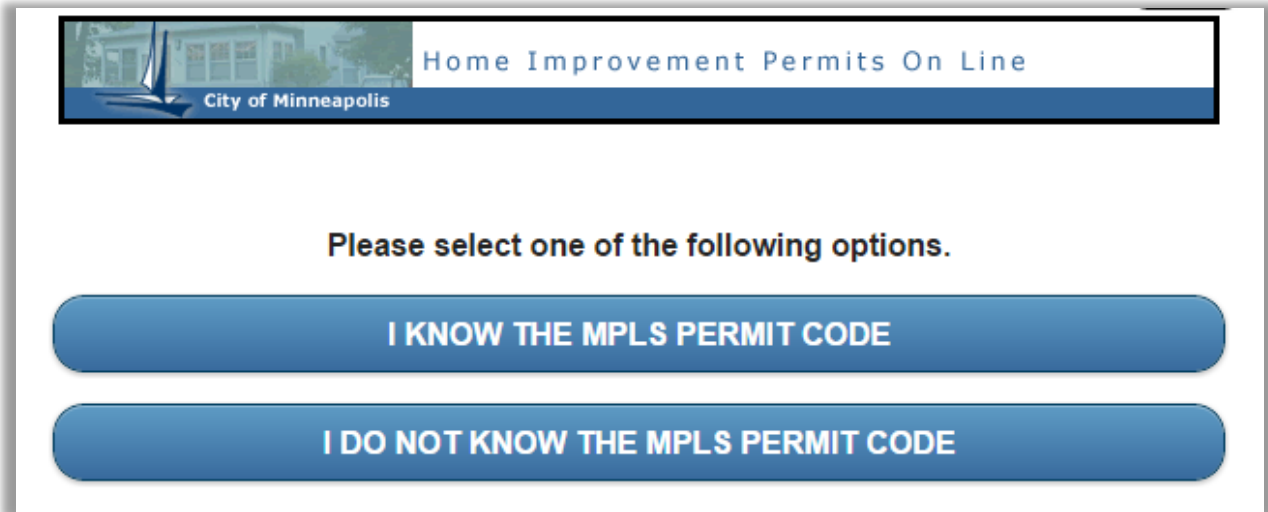 Home Improvement Permits On Line
City of Minneapolis
Please select one of the following options.
I KNOW THE MPLS PERMIT CODE
I DO NOT KNOW THE MPLS PERMIT CODE